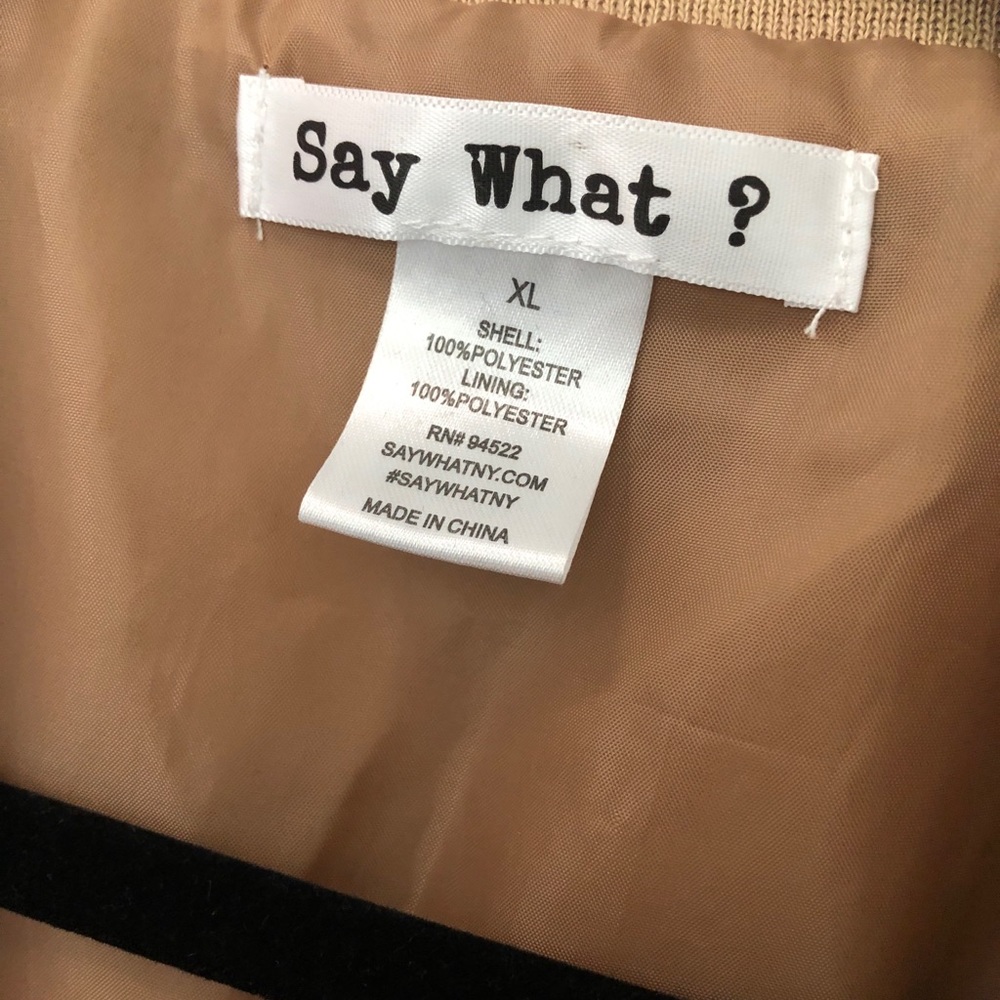 Say What ?
XL
SHELL:
100%POLYESTER
LINING:
100%POLYESTER
RN# 94522
SAYWHATNY.COM
#SAYWHATNY
MADE IN CHINA